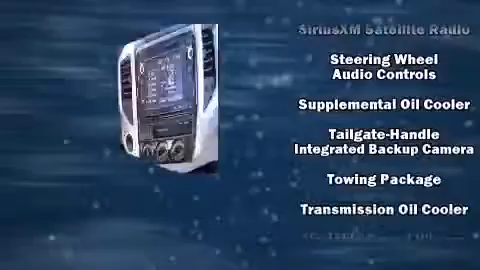 SiriusXM Satellite Radio
Steering Wheel
Audio Controls
Supplemental Oil Cooler
Tailgate-Handle
Integrated Backup Camera
Towing Package
Transmission Oil Cooler